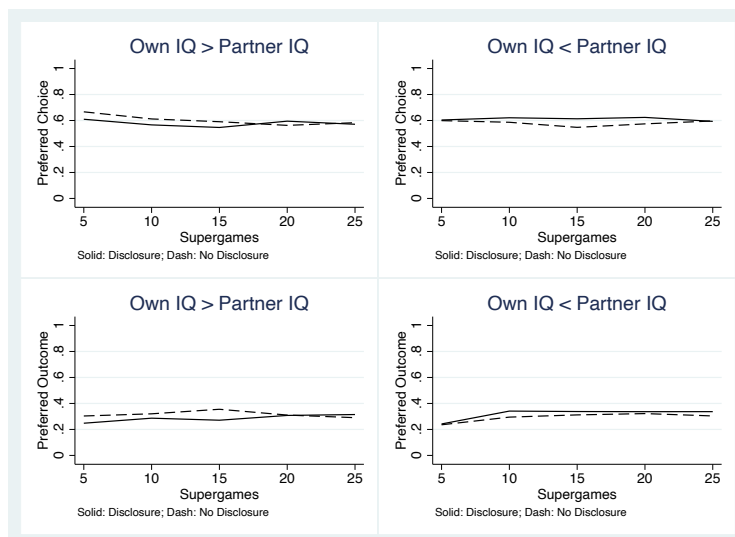 Own IQ > Partner IQ
Preferred Choice
0 .2 .4 .6 .8 1
5 10 15 20 25
Supergames
Solid: Disclosure; Dash: No Disclosure
Own IQ < Partner IQ
Preferred Choice
0 .2 .4 .6 .8 1
5 10 15 20 25
Supergames
Solid: Disclosure; Dash: No Disclosure
Own IQ > Partner IQ
Preferred Outcome
0 .2 .4 .6 .8 1
5 10 15 20 25
Supergames
Solid: Disclosure; Dash: No Disclosure
Own IQ < Partner IQ
Preferred Outcome
0 .2 .4 .6 .8 1
5 10 15 20 25
Supergames
Solid: Disclosure; Dash: No Disclosure